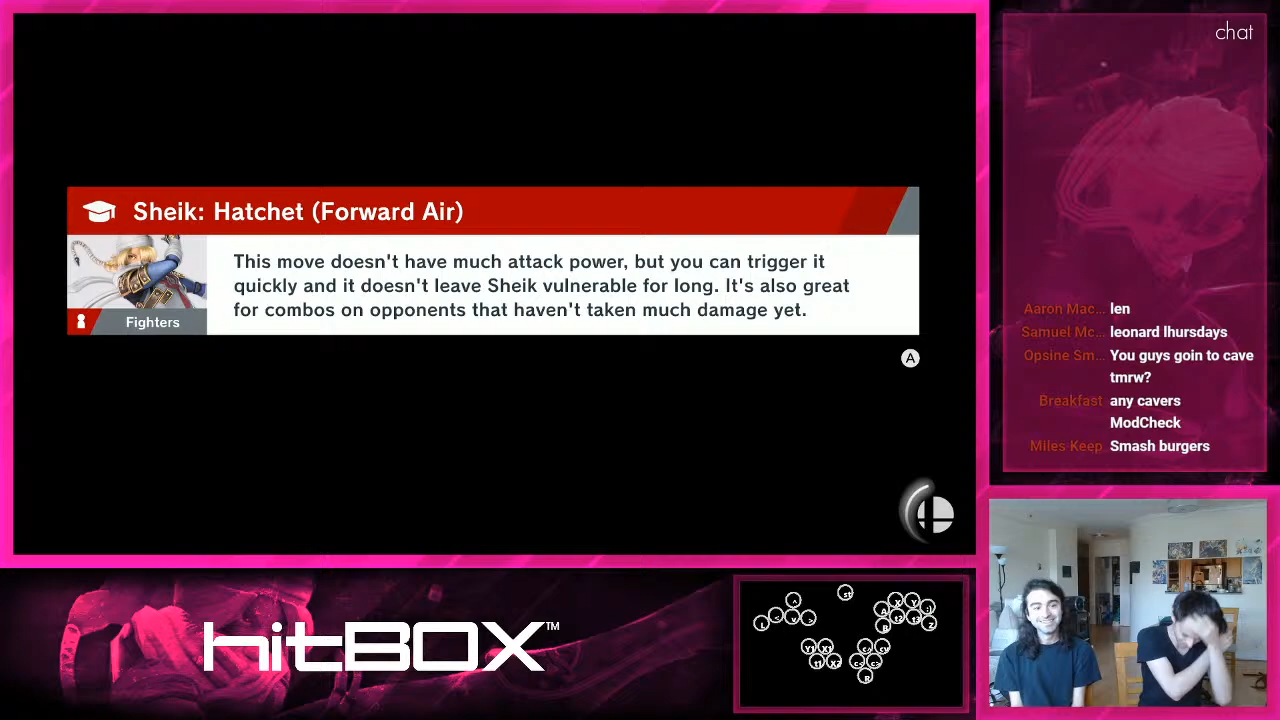 chat
Sheik: Hatchet (Forward Air)
This move doesn't have much attack power, but you can trigger it
quickly and it doesn't leave Sheik vulnerable for long. It's also great
for combos on opponents that haven't taken much damage yet.
Fighters
A
Aaron Mac... len
Samuel Mc... leonard lhursdays
Opsine Sm... You guys goin to cave
tmrw?
Breakfast any cavers
ModCheck
Miles Keep Smash burgers
hitBOX™
st